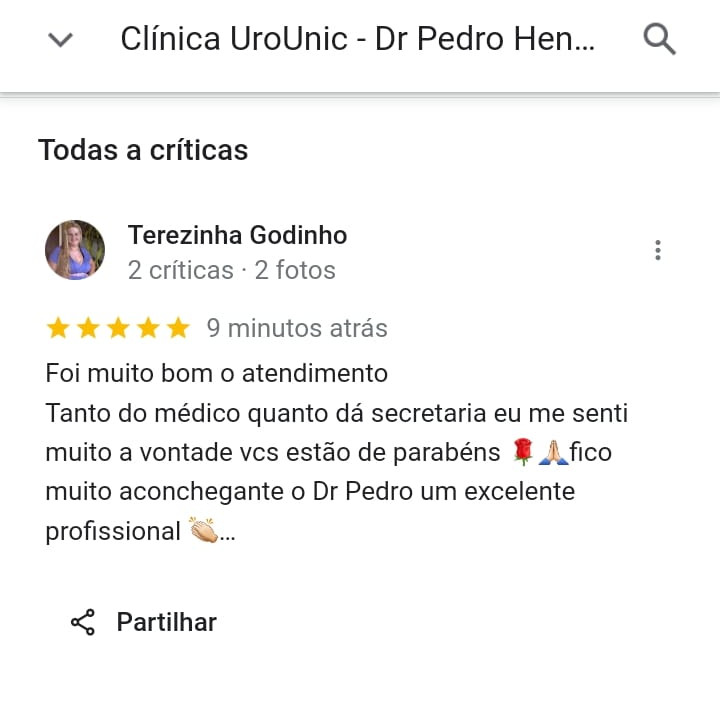 Clínica UroUnic - Dr Pedro Hen...
Todas a críticas
Terezinha Godinho
2 críticas · 2 fotos
9 minutos atrás
Foi muito bom o atendimento
Tanto do médico quanto dá secretaria eu me senti
muito a vontade vcs estão de parabéns 🌹🙏🏻fico
muito aconchegante o Dr Pedro um excelente
profissional 👏🏻...
Partilhar